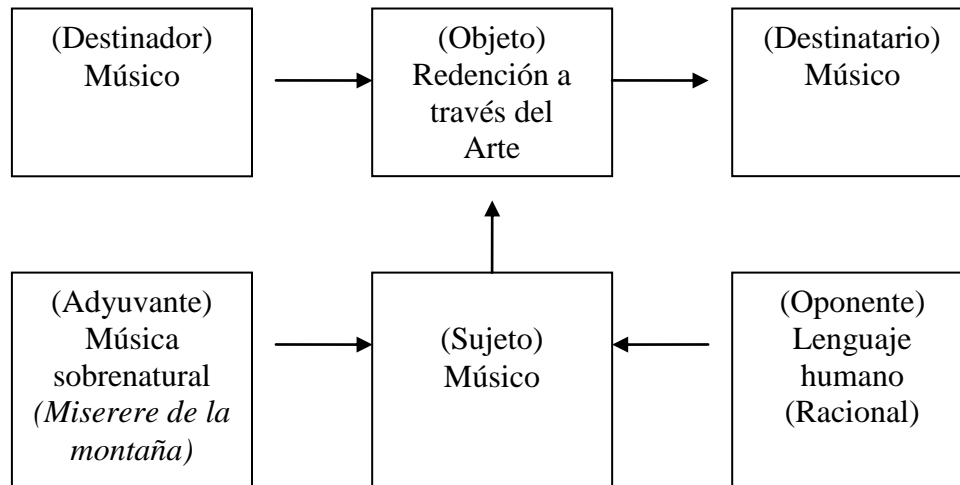 (Destinador)
Músico
(Objeto)
Redención a
través del
Arte
(Destinatario)
Músico
(Adyuvante)
Música
sobrenatural
(Miserere de la
montaña)
(Sujeto)
Músico
(Oponente)
Lenguaje
humano
(Racional)